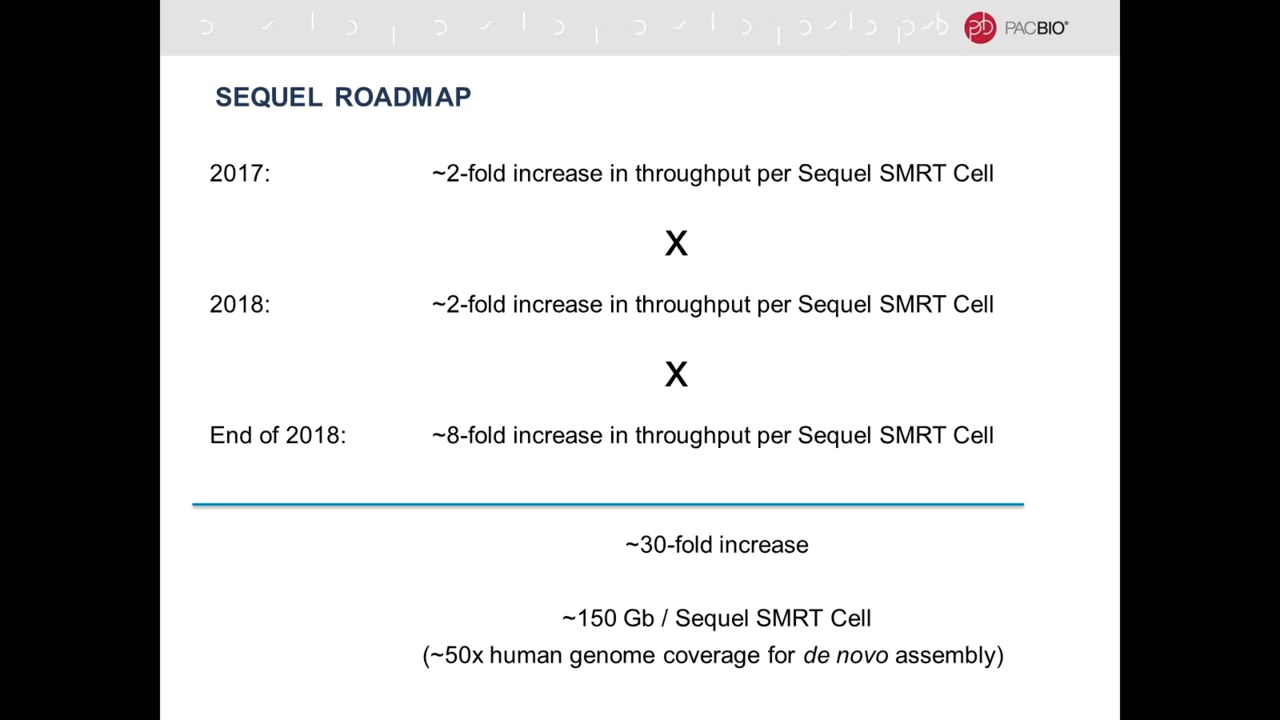 PACBIO®
SEQUEL ROADMAP
2017: ~2-fold increase in throughput per Sequel SMRT Cell
X
2018: ~2-fold increase in throughput per Sequel SMRT Cell
X
End of 2018: ~8-fold increase in throughput per Sequel SMRT Cell
~30-fold increase
~150 Gb / Sequel SMRT Cell
(~50x human genome coverage for de novo assembly)